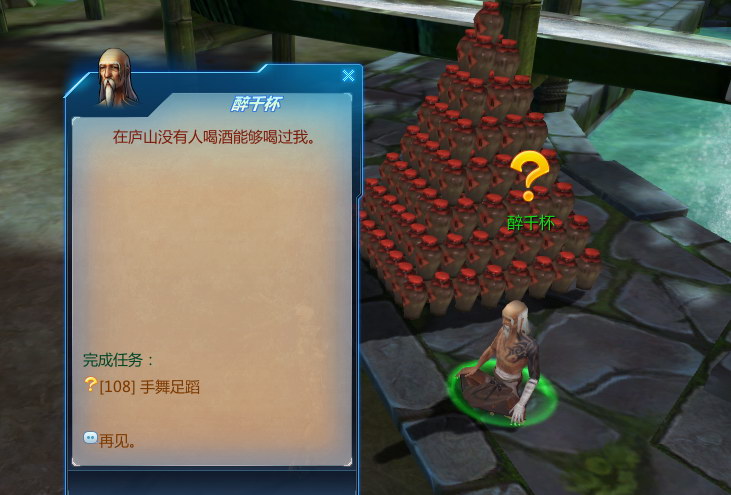 醉千杯
在庐山没有人喝酒能够喝过我。
醉千杯
完成任务：
[108] 手舞足蹈
再见。